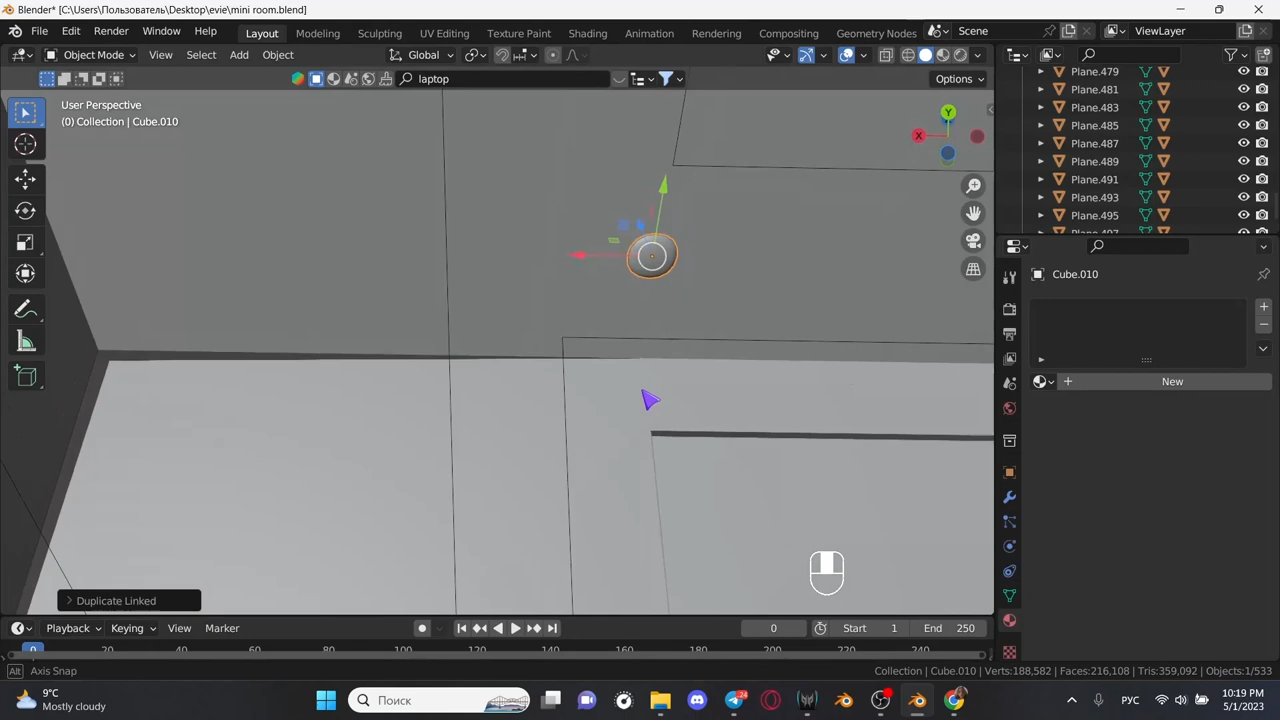 Blender* [C:\Users\Пользователь\Desktop\evie\mini room.blend]
File Edit Render Window Help Layout Modeling Sculpting UV Editing Texture Paint Shading Animation Rendering Compositing Geometry Nodes Scene ViewLayer
Object Mode View Select Add Object Global
laptop Options
User Perspective
(0) Collection | Cube.010
Y
X
Plane.479
Plane.481
Plane.483
Plane.485
Plane.487
Plane.489
Plane.491
Plane.493
Plane.495
Plane.497
Cube.010
New
Duplicate Linked
Playback Keying View Marker 0 Start 1 End 250
0 20 40 60 80 100 120 140 160 180 200 220 240
Alt Axis Snap Collection | Cube.010 | Verts:188,582 | Faces:216,108 | Tris:359,092 | Objects:1/533
9°C
Mostly cloudy
Поиск
24
РУС
10:19 PM
5/1/2023